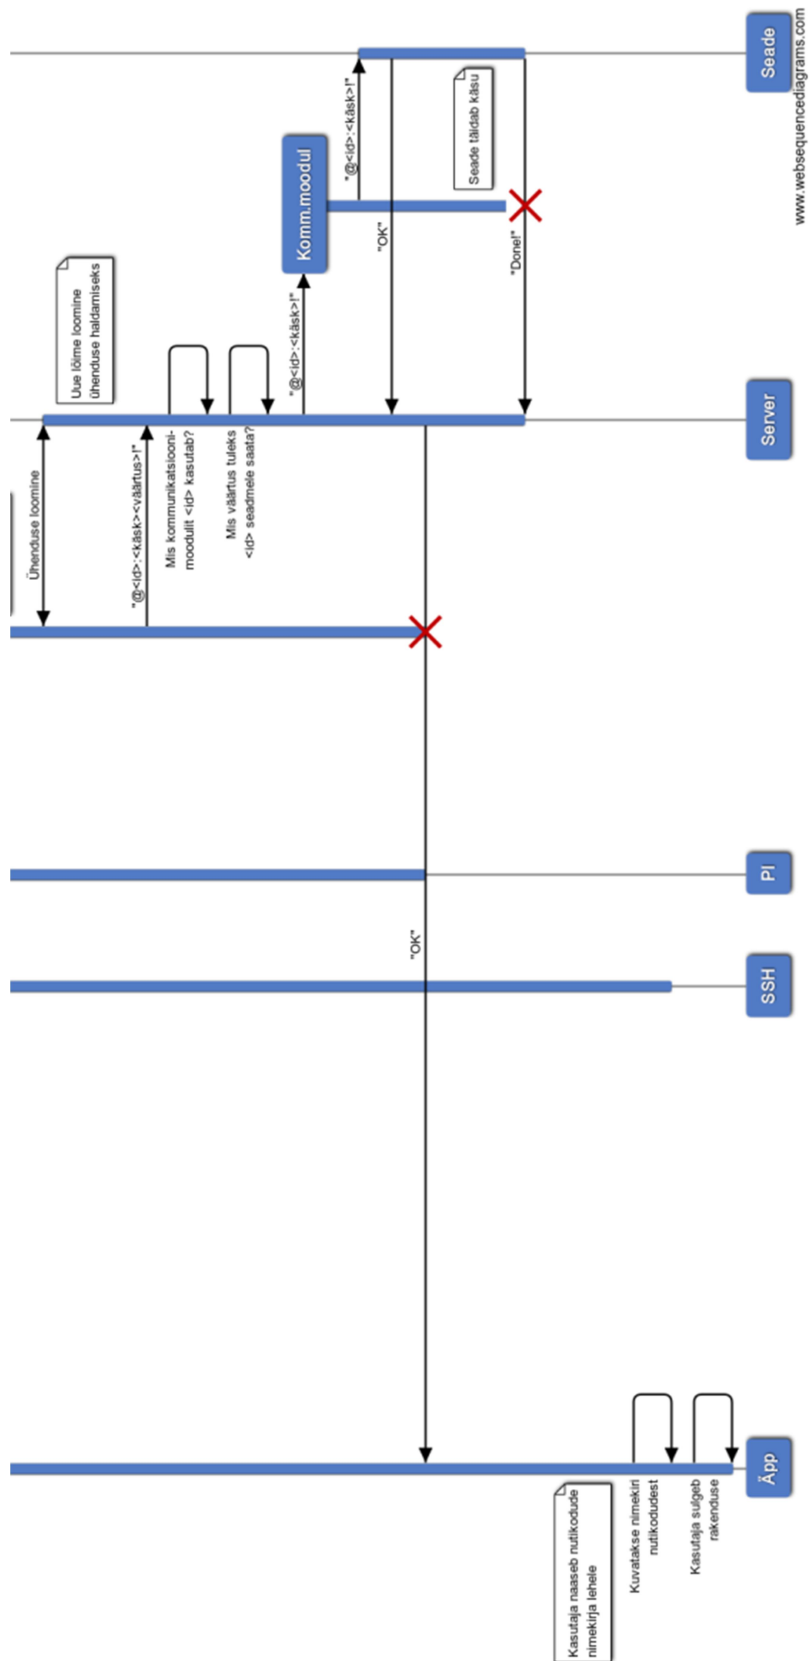 Ühenduse loomine
Uue lõime loomine
ühenduse haldamiseks
"@<id>:<käsk><väärtus>!"
Mis kommunikatsiooni-
moodulit <id> kasutab?
Mis väärtus tuleks
<id> seadmele saata?
"@<id>:<käsk>!"
Komm.moodul
"@<id>:<käsk>!"
"OK"
"OK"
Seade täidab käsu
"Done!"
Kasutaja naaseb nutikodude
nimekirja lehele
Kuvatakse nimekiri
nutikodudest
Kasutaja sulgeb
rakenduse
Äpp
SSH
PI
Server
Seade
www.websequencediagrams.com